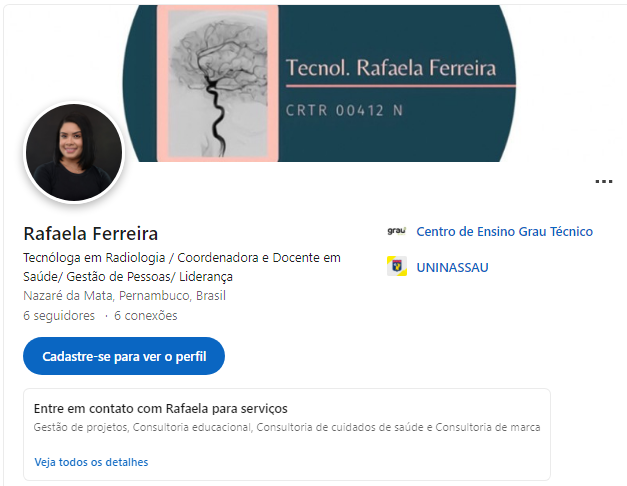 Tecnol. Rafaela Ferreira
CRTR 00412 N
...
Rafaela Ferreira
Tecnóloga em Radiologia / Coordenadora e Docente em
Saúde/ Gestão de Pessoas/ Liderança
Nazaré da Mata, Pernambuco, Brasil
6 seguidores · 6 conexões
grau Centro de Ensino Grau Técnico
UNINASSAU
Cadastre-se para ver o perfil
Entre em contato com Rafaela para serviços
Gestão de projetos, Consultoria educacional, Consultoria de cuidados de saúde e Consultoria de marca
Veja todos os detalhes